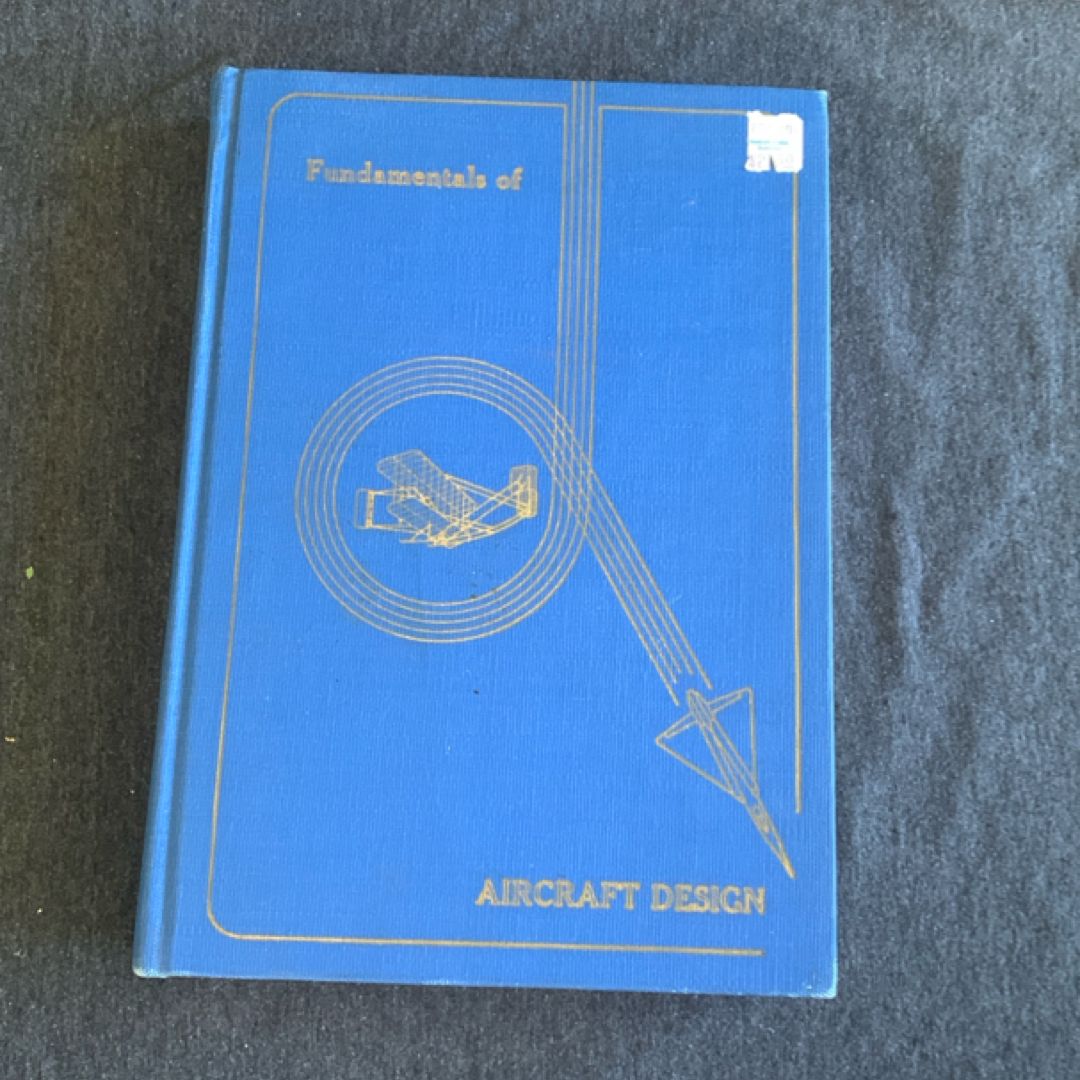 Fundamentals of
AIRCRAFT DESIGN